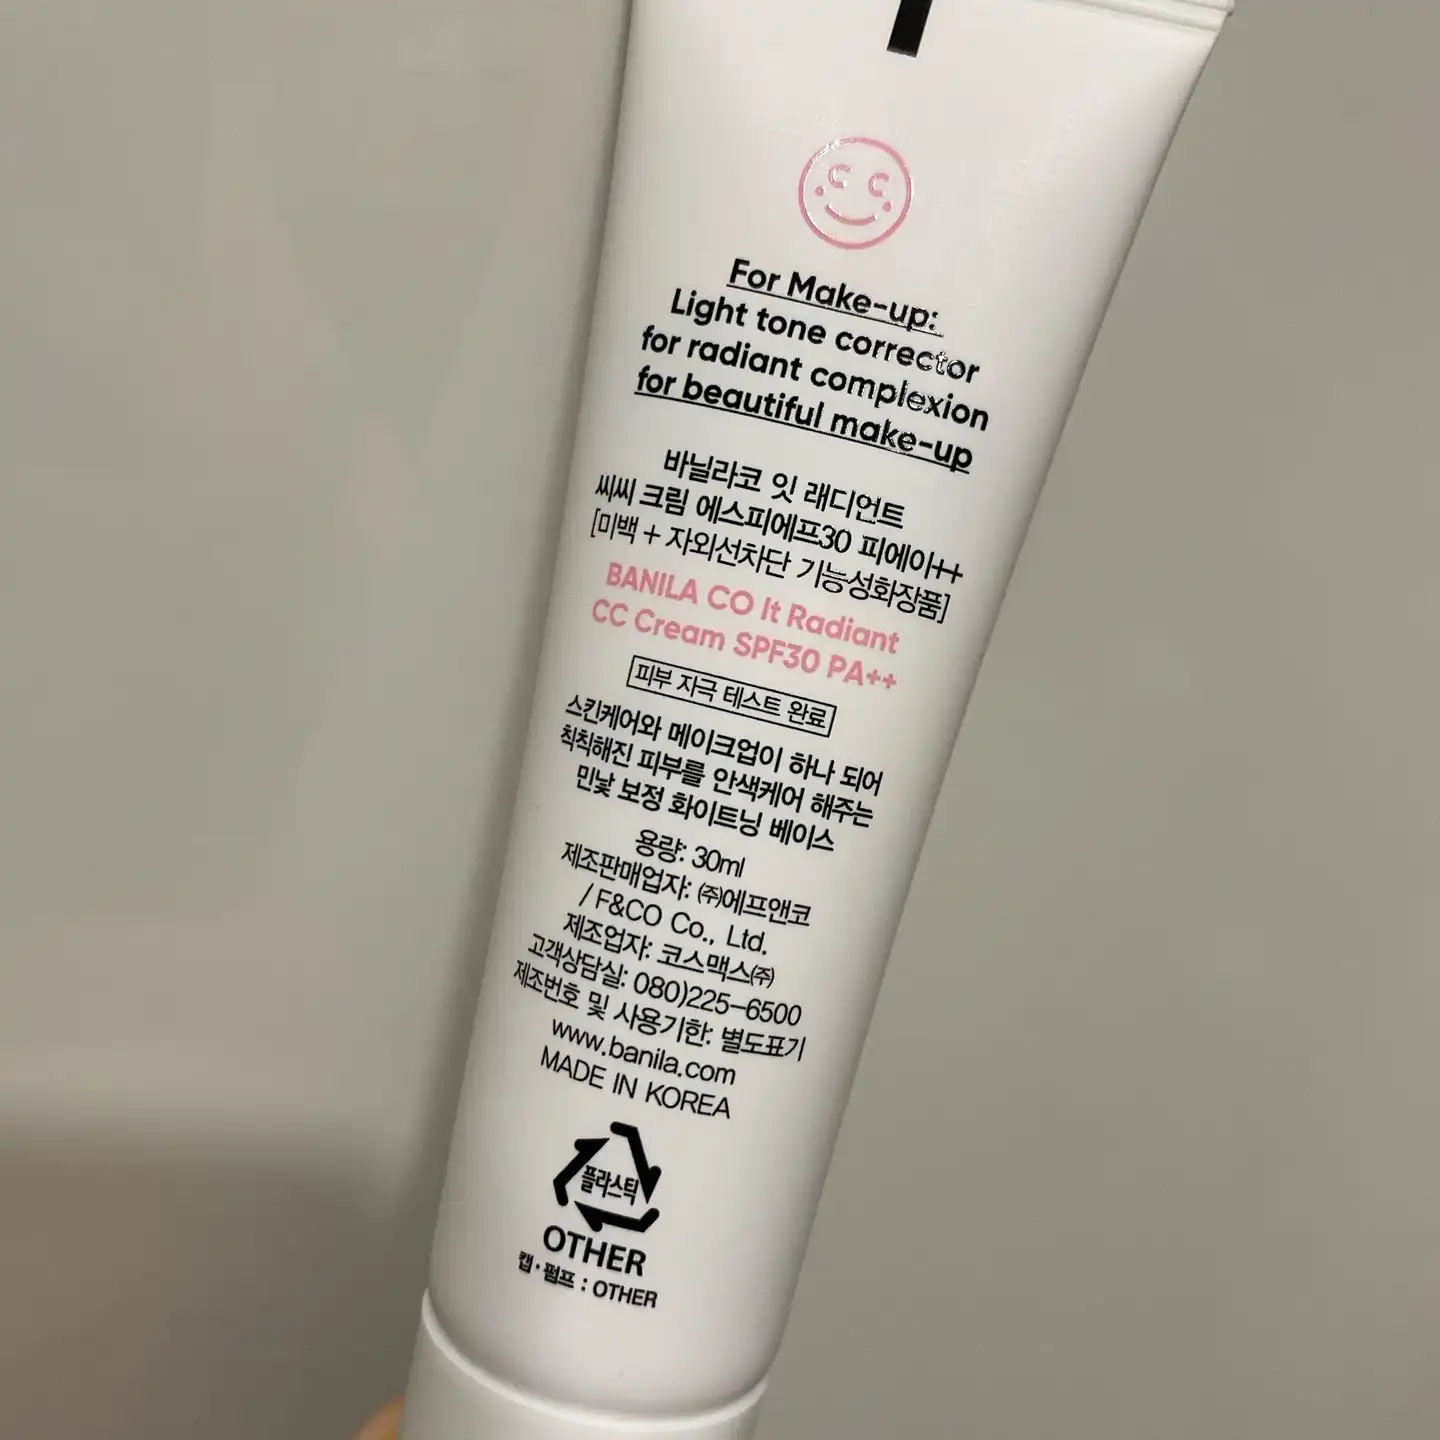 For Make-up:
Light tone corrector
for radiant complexion
for beautiful make-up
바닐라코 잇 래디언트
씨씨 크림 에스피에프30 피에이++
[미백 + 자외선차단 기능성화장품]
BANILA CO It Radiant
CC Cream SPF30 PA++
피부 자극 테스트 완료
스킨케어와 메이크업이 하나 되어
칙칙해진 피부를 안색케어 해주는
민낯 보정 화이트닝 베이스
용량: 30ml
제조판매업자: ㈜에프앤코
/ F&CO Co., Ltd.
제조업자: 코스맥스㈜
고객상담실: 080)225-6500
제조번호 및 사용기한: 별도표기
www.banila.com
MADE IN KOREA
플라스틱
OTHER
캡·펌프 : OTHER